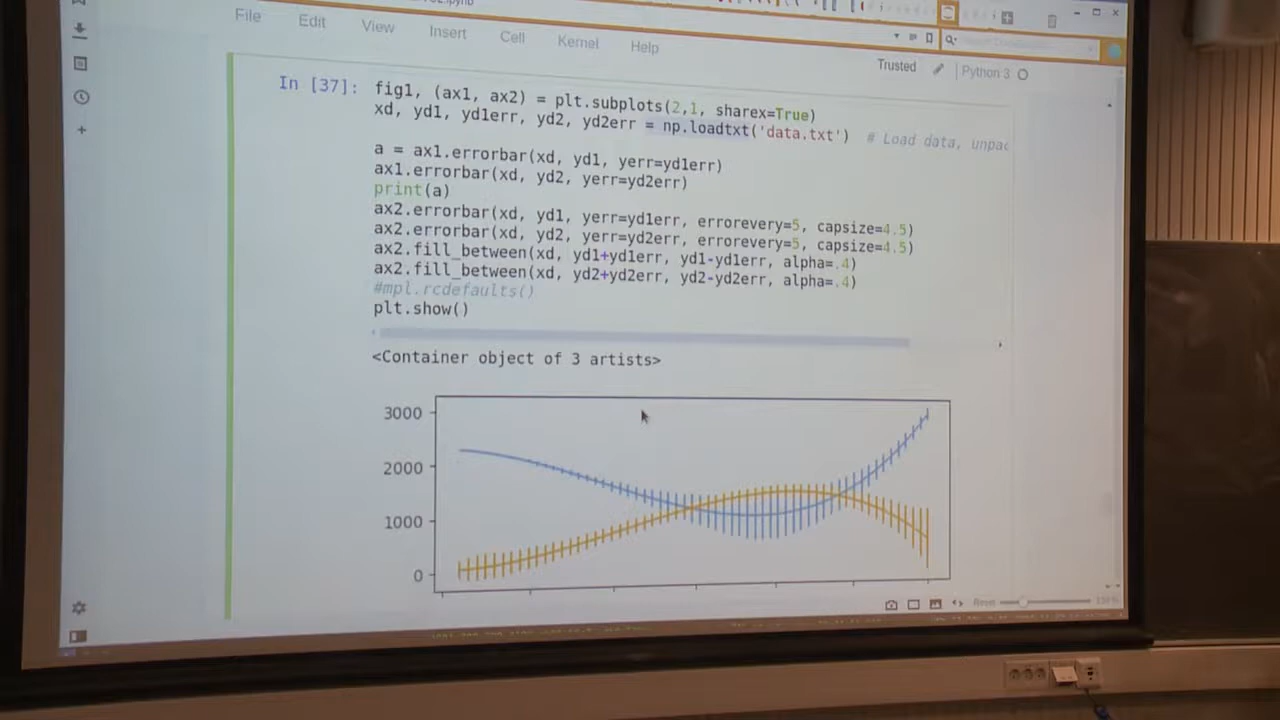 File Edit View Insert Cell Kernel Help
Trusted Python 3
In [37]: fig1, (ax1, ax2) = plt.subplots(2,1, sharex=True)
xd, yd1, yd1err, yd2, yd2err = np.loadtxt('data.txt') # Load data, unpac
a = ax1.errorbar(xd, yd1, yerr=yd1err)
ax1.errorbar(xd, yd2, yerr=yd2err)
print(a)
ax2.errorbar(xd, yd1, yerr=yd1err, errorevery=5, capsize=4.5)
ax2.errorbar(xd, yd2, yerr=yd2err, errorevery=5, capsize=4.5)
ax2.fill_between(xd, yd1+yd1err, yd1-yd1err, alpha=.4)
ax2.fill_between(xd, yd2+yd2err, yd2-yd2err, alpha=.4)
#mpl.rcdefaults()
plt.show()
<Container object of 3 artists>
3000
2000
1000
0
Reset